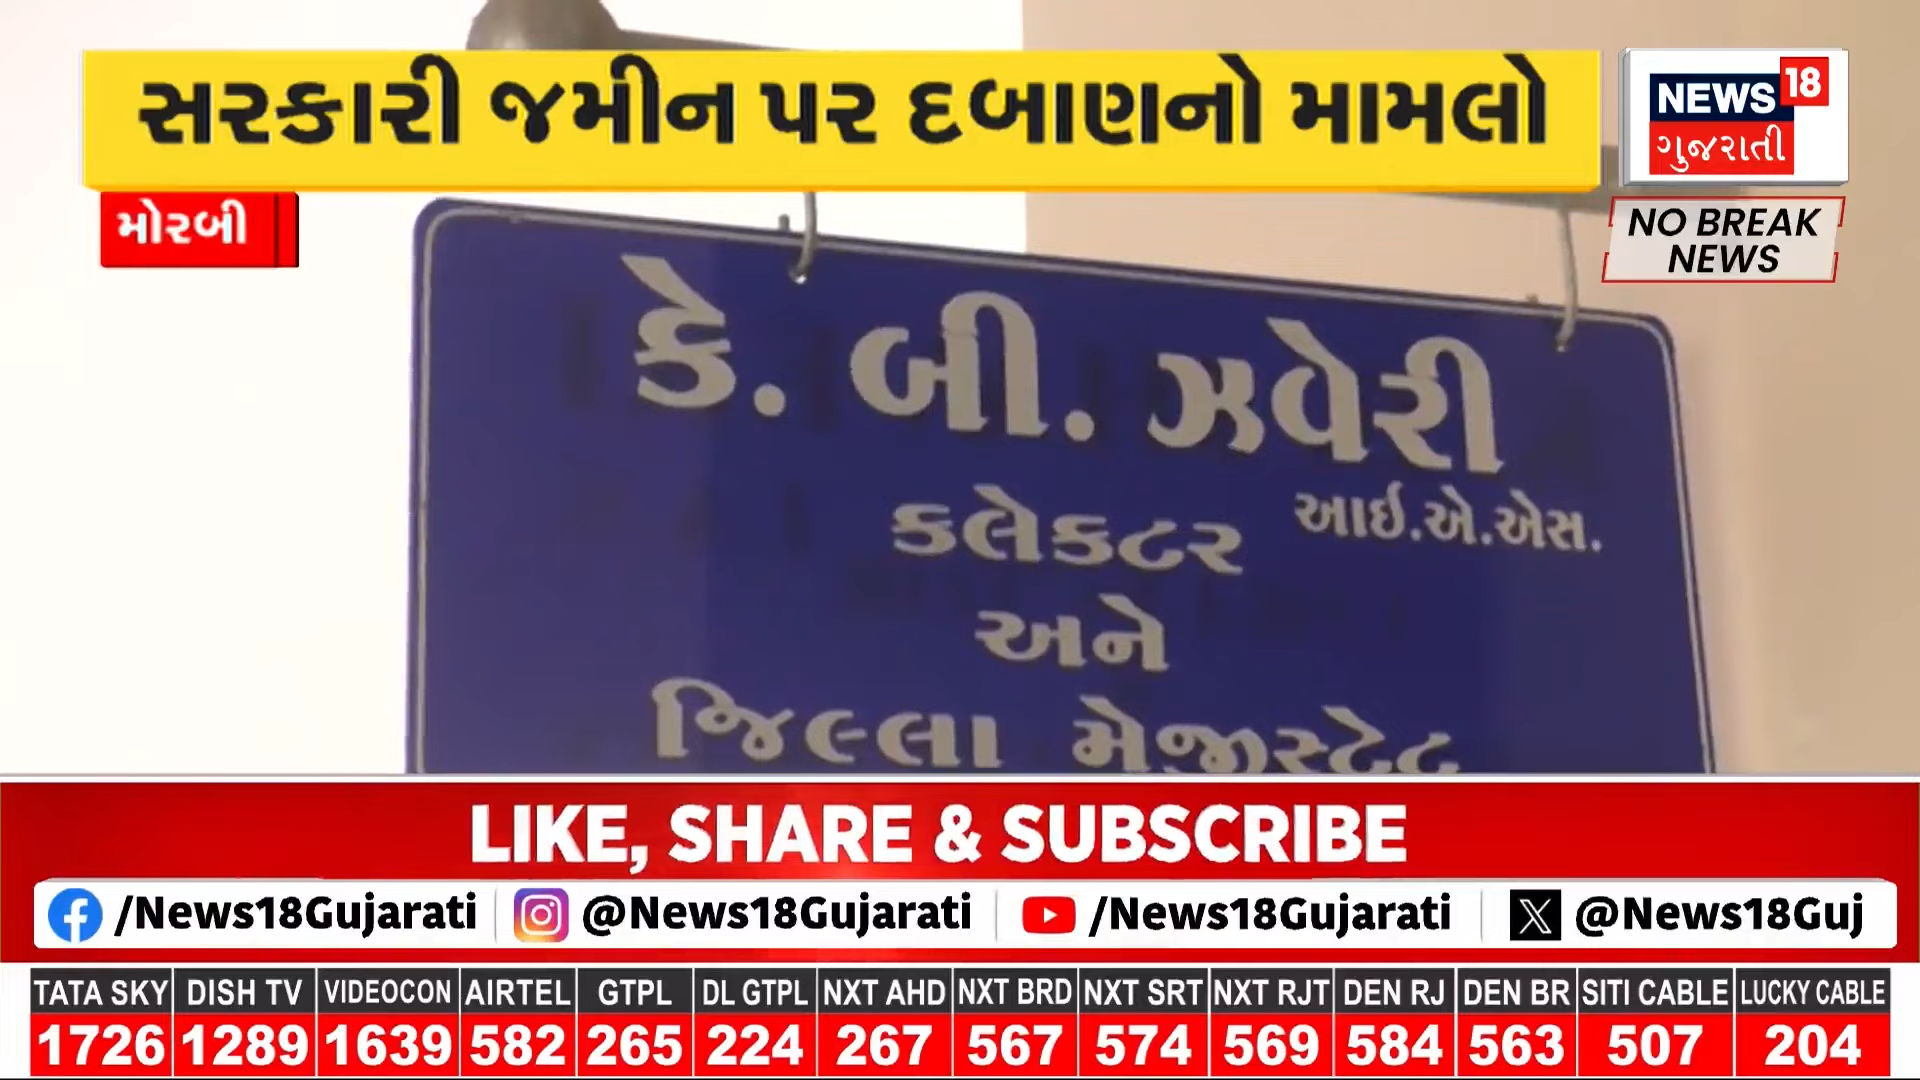 સરકારી જમીન પર દબાણનો મામલો
NEWS 18
ગુજરાતી
મોરબી
NO BREAK
NEWS
કે. બી. ઝવેરી
આઈ.એ.એસ.
કલેક્ટર
અને
જિલ્લા મેજીસ્ટ્રેટ
LIKE, SHARE & SUBSCRIBE
/News18Gujarati @News18Gujarati /News18Gujarati @News18Guj
TATA SKY DISH TV VIDEOCON AIRTEL GTPL DL GTPL NXT AHD NXT BRD NXT SRT NXT RJT DEN RJ DEN BR SITI CABLE LUCKY CABLE
1726 1289 1639 582 265 224 267 567 574 569 584 563 507 204